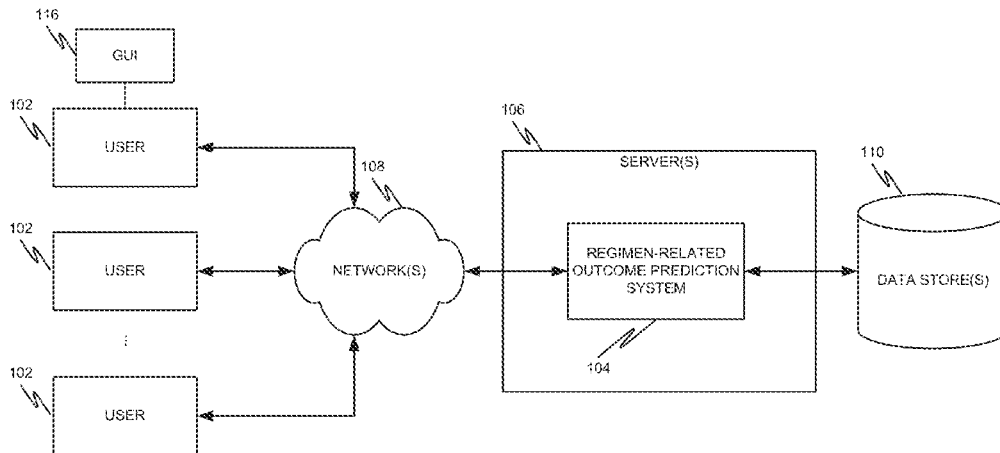 116
GUI
102
USER
102
USER
102
USER
108
NETWORK(S)
106
SERVER(S)
REGIMEN-RELATED
OUTCOME PREDICTION
SYSTEM
104
110
DATA STORE(S)